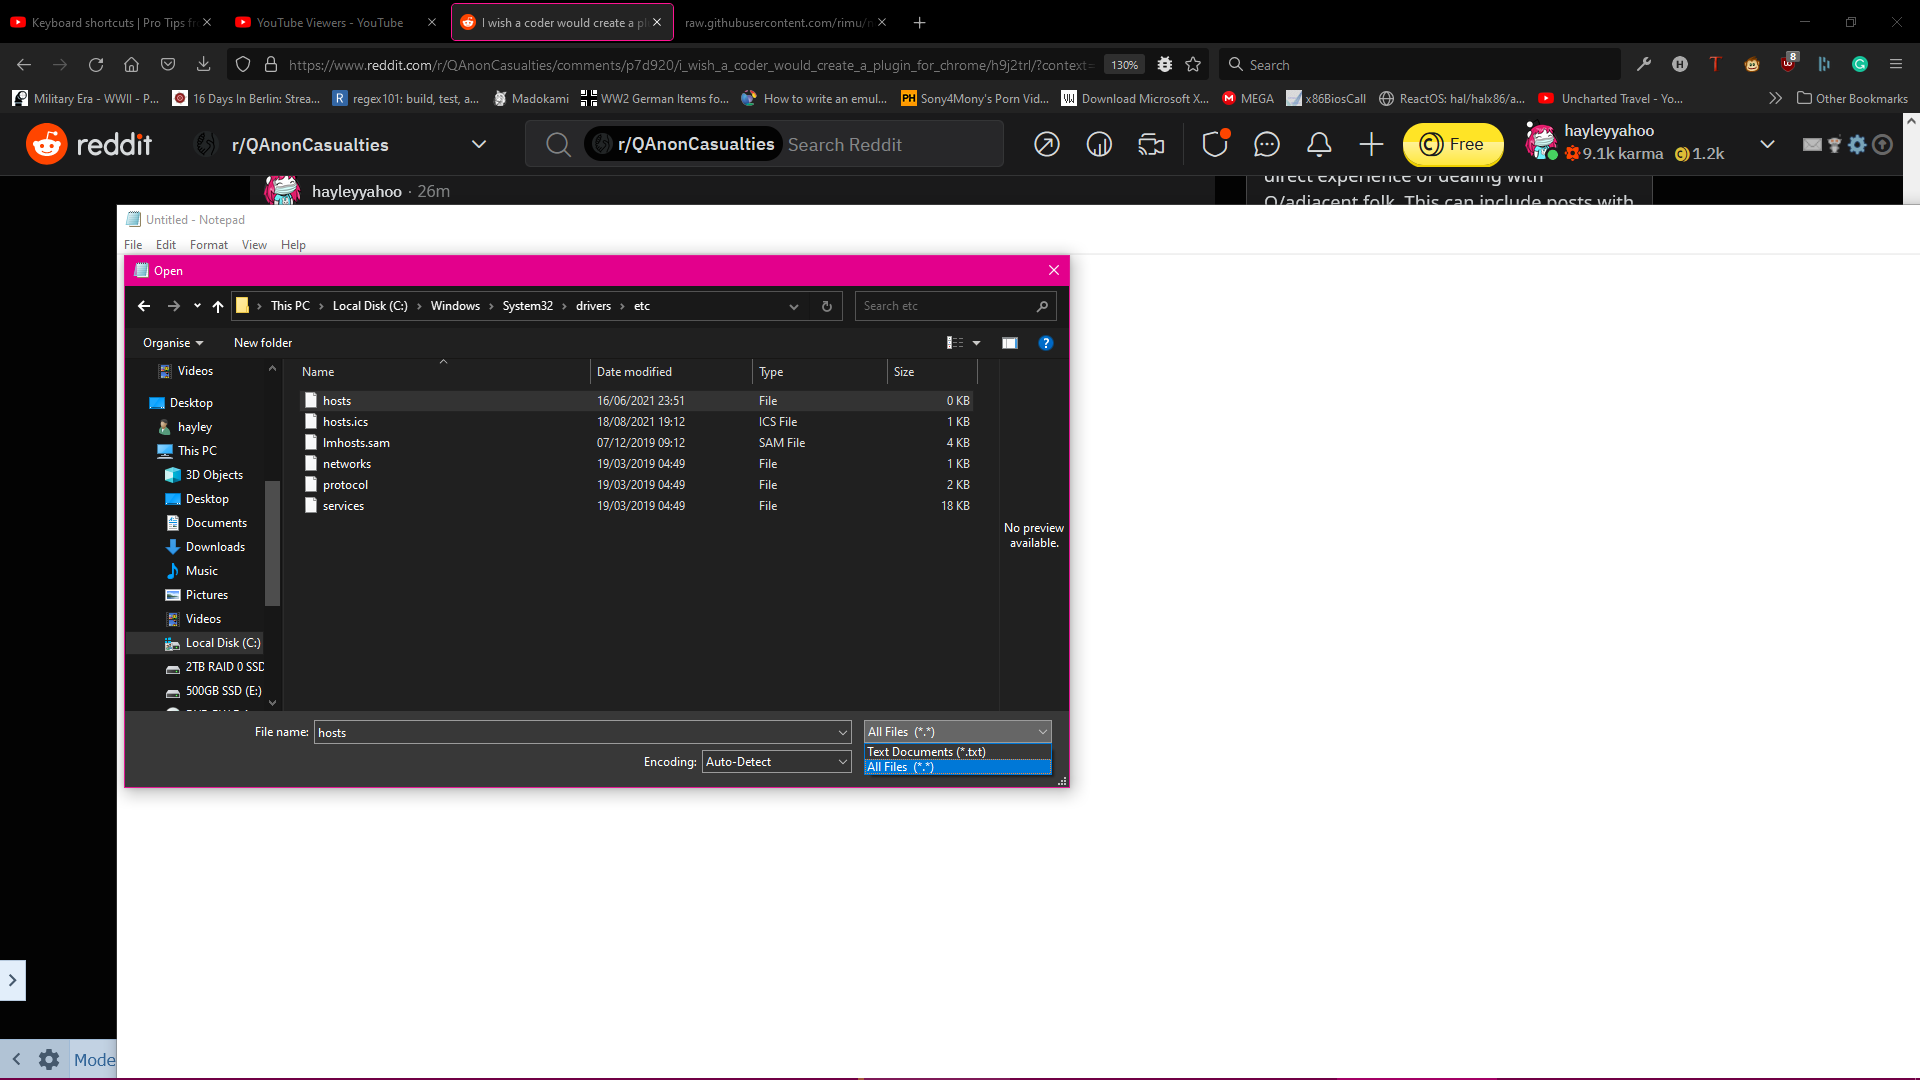 Keyboard shortcuts | Pro Tips fr
YouTube Viewers - YouTube
I wish a coder would create a pl
raw.githubusercontent.com/rimu/
https://www.reddit.com/r/QAnonCasualties/comments/p7d920/i_wish_a_coder_would_create_a_plugin_for_chrome/h9j2trl/?context=
130%
Search
8
Military Era - WWII - P...
16 Days In Berlin: Strea...
regex101: build, test, a...
Madokami
WW2 German Items fo...
How to write an emul...
Sony4Mony's Porn Vid...
Download Microsoft X...
MEGA
x86BiosCall
ReactOS: hal/halx86/a...
Uncharted Travel - Yo...
Other Bookmarks
reddit
r/QAnonCasualties
r/QAnonCasualties
Search Reddit
Free
hayleyyahoo
9.1k karma
1.2k
hayleyyahoo · 26m
direct experience of dealing with
Q/adjacent folk. This can include posts with
Untitled - Notepad
File Edit Format View Help
Open
This PC › Local Disk (C:) › Windows › System32 › drivers › etc
Search etc
Organise
New folder
Name Date modified Type Size
hosts 16/06/2021 23:51 File 0 KB
hosts.ics 18/08/2021 19:12 ICS File 1 KB
lmhosts.sam 07/12/2019 09:12 SAM File 4 KB
networks 19/03/2019 04:49 File 1 KB
protocol 19/03/2019 04:49 File 2 KB
services 19/03/2019 04:49 File 18 KB
Videos
Desktop
hayley
This PC
3D Objects
Desktop
Documents
Downloads
Music
Pictures
Videos
Local Disk (C:)
2TB RAID 0 SSD
500GB SSD (E:)
No preview
available.
File name: hosts
All Files (*.*)
Text Documents (*.txt)
All Files (*.*)
Encoding: Auto-Detect
Mode